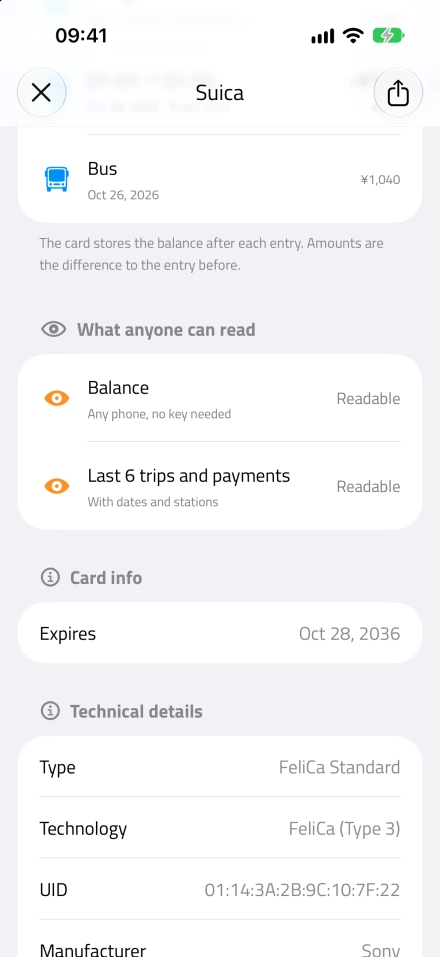 09:41
Suica
Bus
Oct 26, 2026
¥1,040
The card stores the balance after each entry. Amounts are
the difference to the entry before.
What anyone can read
Balance
Any phone, no key needed
Readable
Last 6 trips and payments
With dates and stations
Readable
Card info
Expires
Oct 28, 2036
Technical details
Type
FeliCa Standard
Technology
FeliCa (Type 3)
UID
01:14:3A:2B:9C:10:7F:22
Manufacturer
Sony